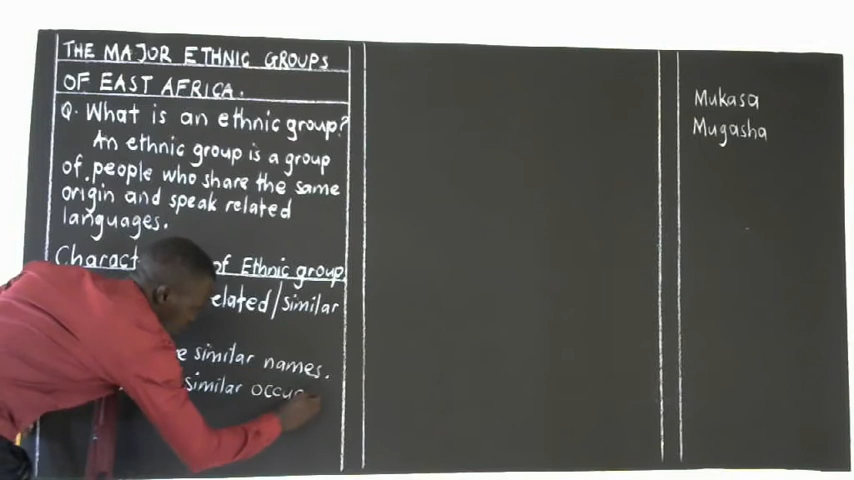 THE MAJOR ETHNIC GROUPS
OF EAST AFRICA.
Q. What is an ethnic group?
An ethnic group is a group
of people who share the same
origin and speak related
languages.
of Ethnic group
related/similar
similar names.
similar
Mukasa
Mugasha